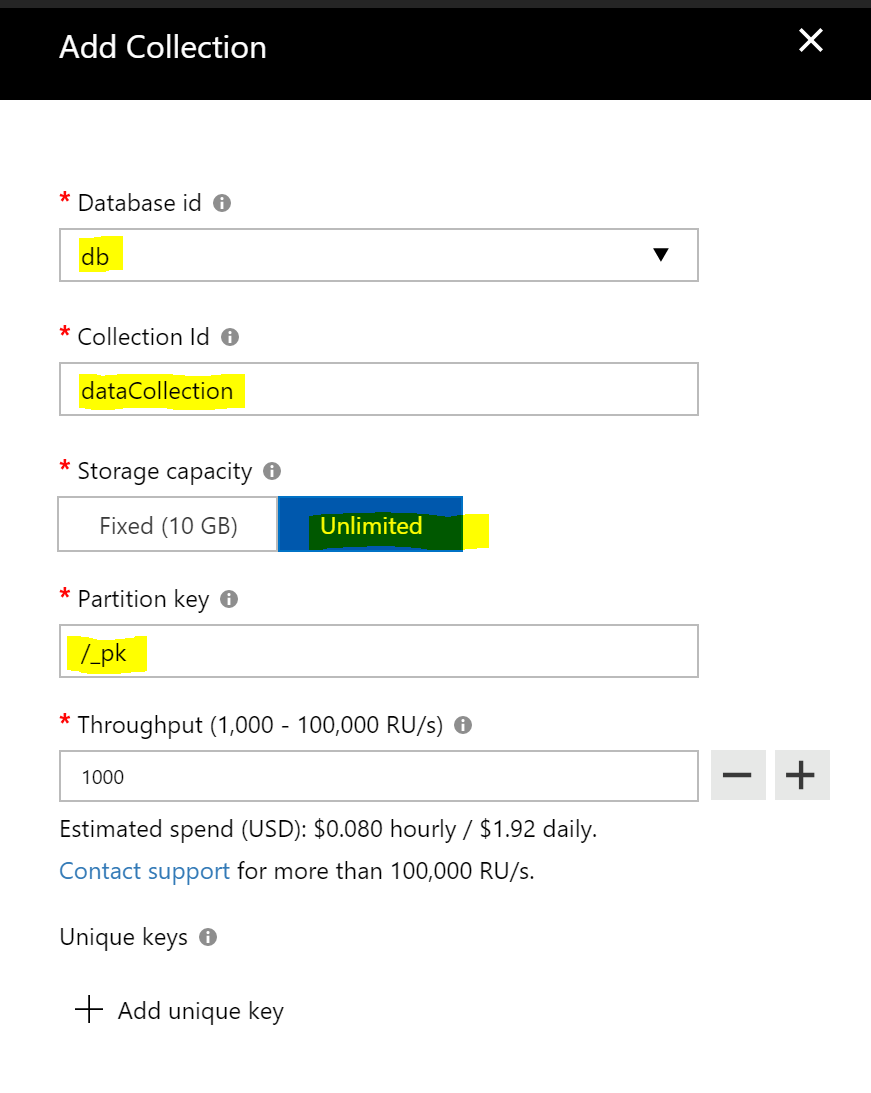 Add Collection
* Database id
db
* Collection Id
dataCollection
* Storage capacity
Fixed (10 GB) Unlimited
* Partition key
/_pk
* Throughput (1,000 - 100,000 RU/s)
1000
Estimated spend (USD): $0.080 hourly / $1.92 daily.
Contact support for more than 100,000 RU/s.
Unique keys
Add unique key